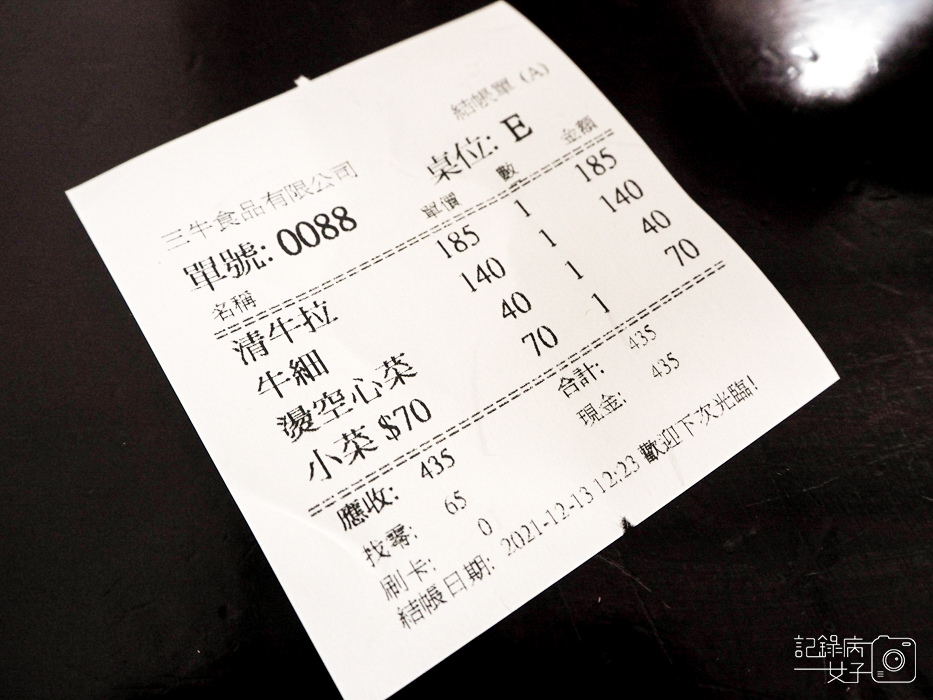 結帳單 (A)
三牛食品有限公司
單號: 0088 桌位: E
名稱 單價 數 金額
清牛拉 185 1 185
牛細 140 1 140
燙空心菜 40 1 40
小菜 $70 70 1 70
應收: 435 合計: 435
找零: 65 現金: 435
刷卡: 0
結帳日期: 2021-12-13 12:23 歡迎下次光臨!
記錄病
女子